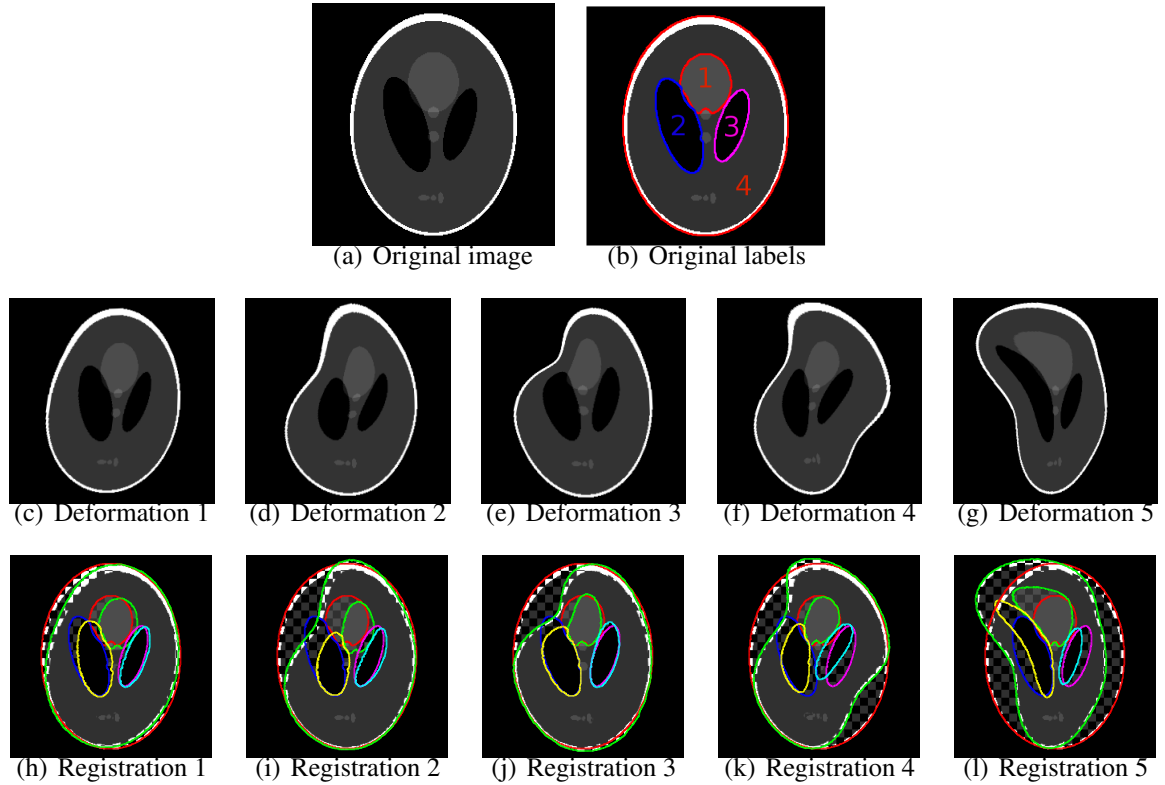 1
2
3
4
(a) Original image
(b) Original labels
(c) Deformation 1
(d) Deformation 2
(e) Deformation 3
(f) Deformation 4
(g) Deformation 5
(h) Registration 1
(i) Registration 2
(j) Registration 3
(k) Registration 4
(l) Registration 5